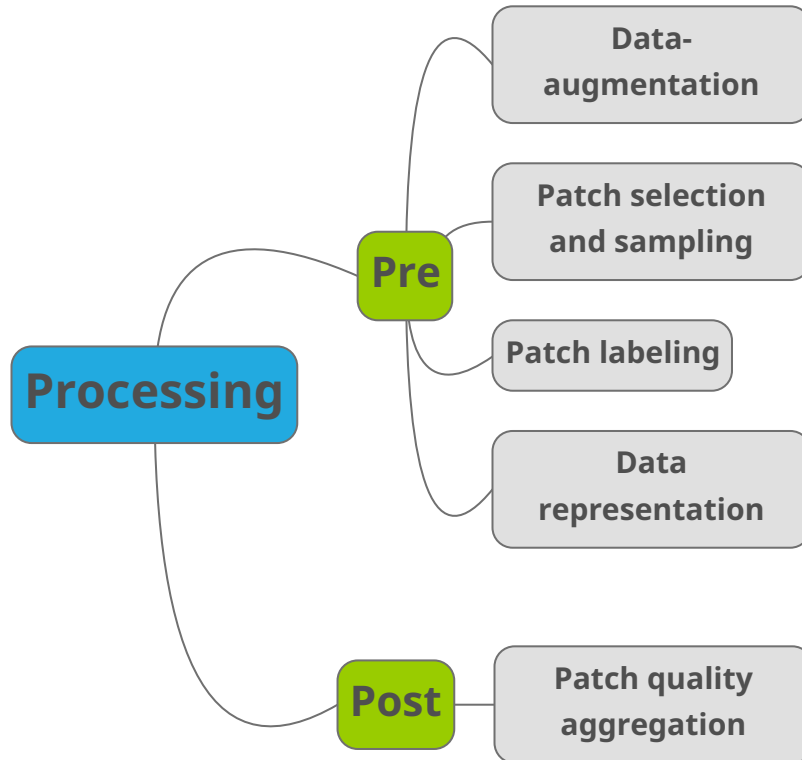 Data-
augmentation
Patch selection
and sampling
Pre
Patch labeling
Processing
Data
representation
Post
Patch quality
aggregation